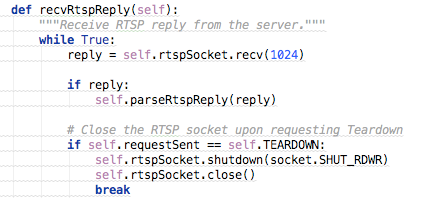 def recvRtspReply(self):
    """Receive RTSP reply from the server."""
    while True:
        reply = self.rtspSocket.recv(1024)

        if reply:
            self.parseRtspReply(reply)

        # Close the RTSP socket upon requesting Teardown
        if self.requestSent == self.TEARDOWN:
            self.rtspSocket.shutdown(socket.SHUT_RDWR)
            self.rtspSocket.close()
            break